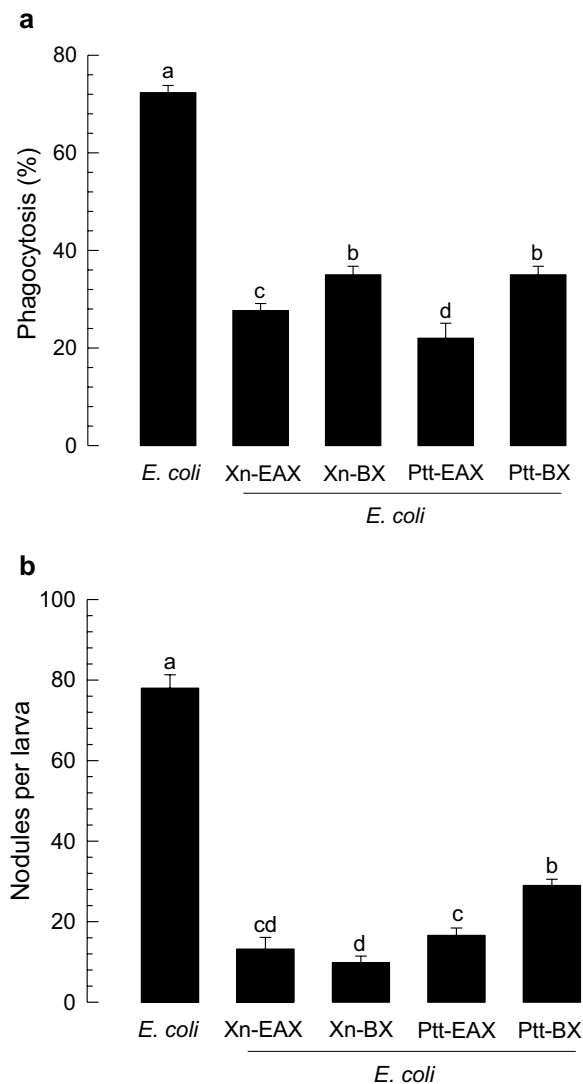 a
80
60
40
20
0
Phagocytosis (%)
a
c
b
d
b
E. coli Xn-EAX Xn-BX Ptt-EAX Ptt-BX
E. coli
b
100
80
60
40
20
0
Nodules per larva
a
cd
d
c
b
E. coli Xn-EAX Xn-BX Ptt-EAX Ptt-BX
E. coli